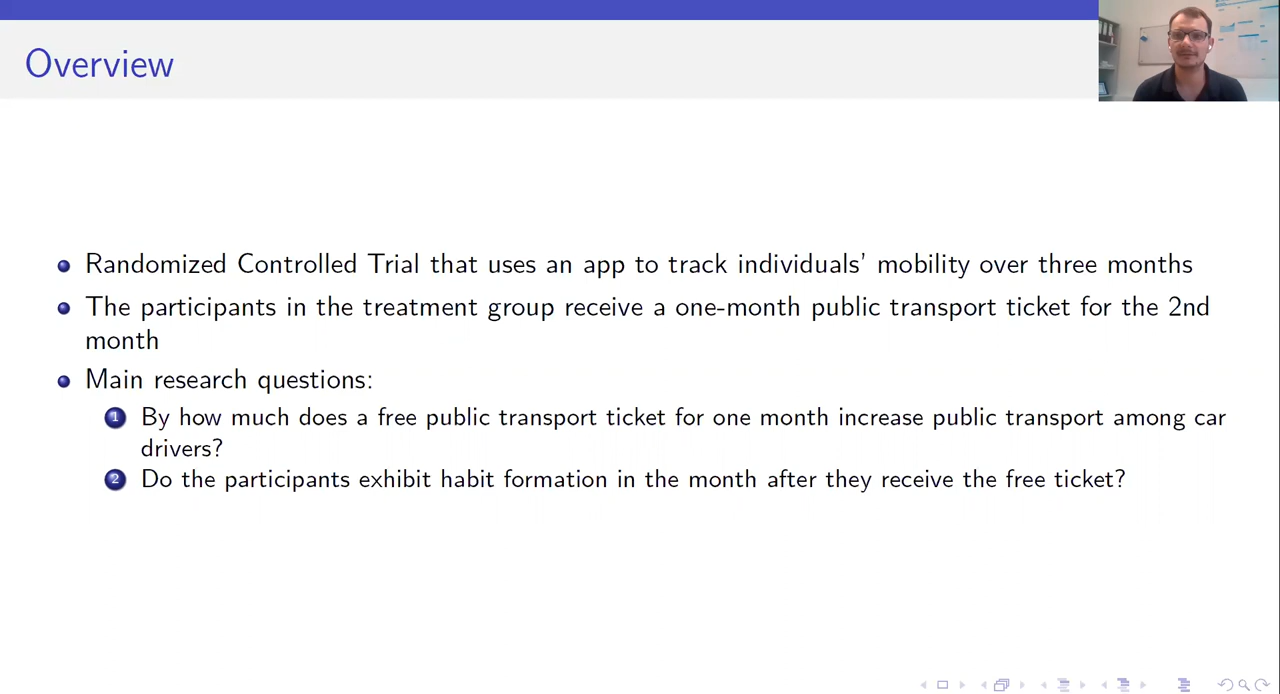 Overview
Randomized Controlled Trial that uses an app to track individuals' mobility over three months
The participants in the treatment group receive a one-month public transport ticket for the 2nd
month
Main research questions:
1 By how much does a free public transport ticket for one month increase public transport among car
drivers?
2 Do the participants exhibit habit formation in the month after they receive the free ticket?